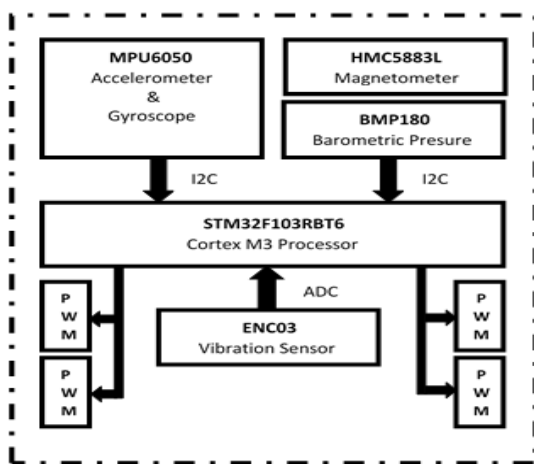 MPU6050
Accelerometer
&
Gyroscope
HMC5883L
Magnetometer
BMP180
Barometric Presure
I2C
I2C
STM32F103RBT6
Cortex M3 Processor
ADC
ENC03
Vibration Sensor
P
W
M
P
W
M
P
W
M
P
W
M